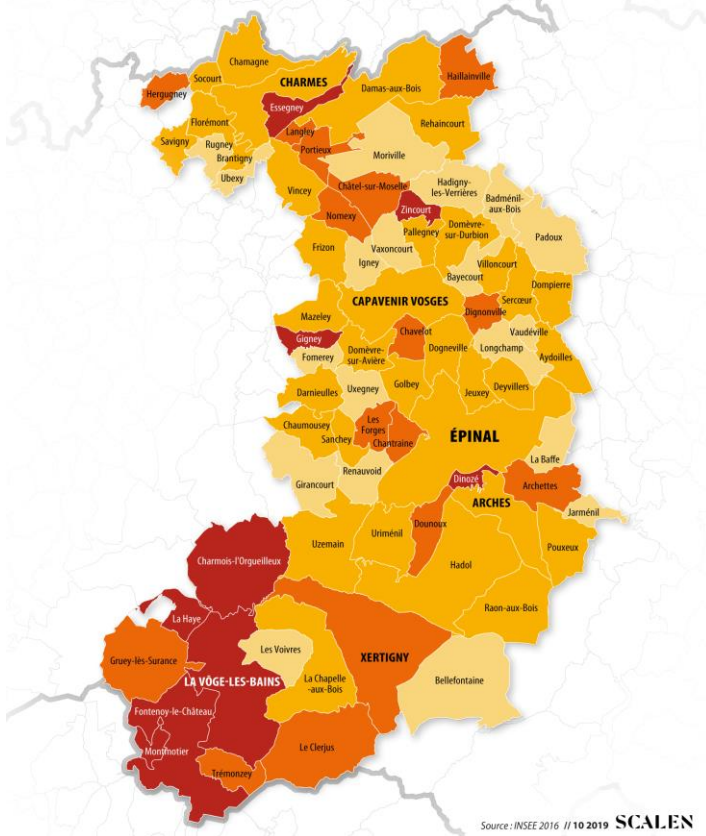 Chamagne
Socourt
CHARMES
Haillainville
Hergugney
Damas-aux-Bois
Essegney
Florémont
Langley
Rehaincourt
Savigny
Rugney
Portieux
Brantigny
Moriville
Ubexy
Vincey
Châtel-sur-Moselle
Hadigny-
les-Verrières
Badménil-
aux-Bois
Nomexy
Zincourt
Pallegney
Domèvre-
sur-Durbion
Padoux
Frizon
Vaxoncourt
Igney
Villoncourt
Bayecourt
Dompierre
CAPAVENIR VOSGES
Sercœur
Mazeley
Dignonville
Gigney
Chavelot
Vaudéville
Fomerey
Domèvre-
sur-Avière
Dogneville
Longchamp
Aydoilles
Darnieulles
Uxegney
Golbey
Jeuxey
Deyvillers
Chaumousey
Les
Forges
Sanchey
Chantraine
ÉPINAL
La Baffe
Renauvoid
Girancourt
Dinozé
Archettes
ARCHES
Jarménil
Dounoux
Uriménil
Uzemain
Pouxeux
Charmois-l'Orgueilleux
Hadol
Raon-aux-Bois
La Haye
Les Voivres
XERTIGNY
Gruey-lès-Surance
LA VÔGE-LES-BAINS
La Chapelle
-aux-Bois
Bellefontaine
Fontenoy-le-Château
Montmotier
Le Clerjus
Trémonzey
Source : INSEE 2016 // 10 2019 SCALEN